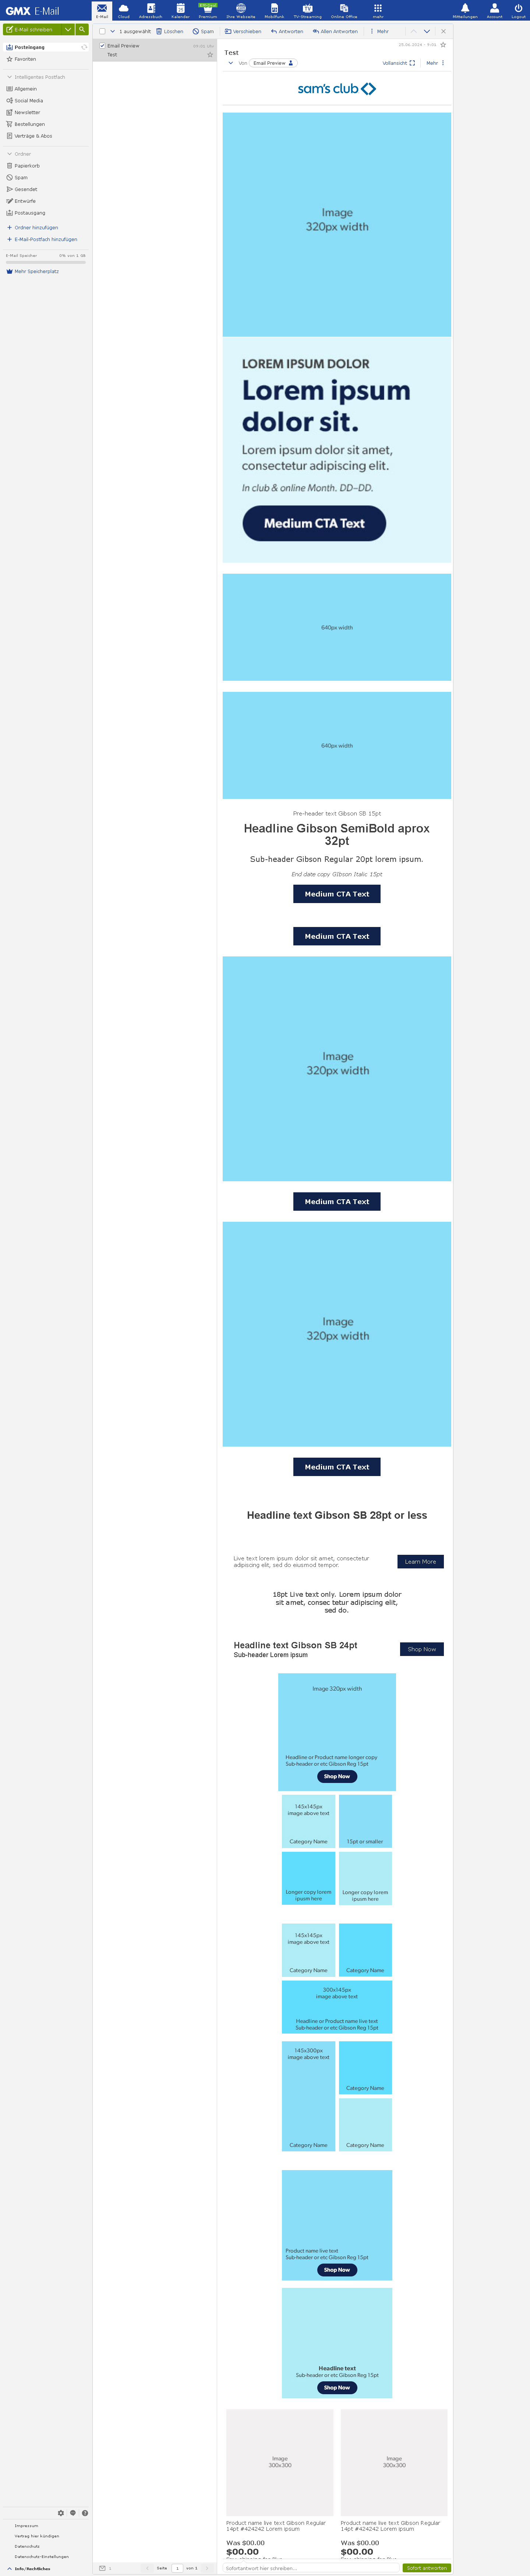 GMX E-Mail
E-Mail
Cloud
Adressbuch
Kalender
Premium
Ihre Webseite
Mobilfunk
TV-Streaming
Online Office
mehr
Mitteilungen
Account
Logout
E-Mail schreiben
Posteingang
Favoriten
Intelligentes Postfach
Allgemein
Social Media
Newsletter
Bestellungen
Verträge & Abos
Ordner
Papierkorb
Spam
Gesendet
Entwürfe
Postausgang
Ordner hinzufügen
E-Mail-Postfach hinzufügen
E-Mail Speicher 0% von 1 GB
Mehr Speicherplatz
1 ausgewählt
Löschen
Spam
Verschieben
Antworten
Allen Antworten
Mehr
Email Preview
Test
Test
Von Email Preview
Vollansicht
Mehr
sam's club
Image
320px width
LOREM IPSUM DOLOR
Lorem ipsum
dolor sit.
Lorem ipsum dolor sit amet,
consectetur adipiscing elit.
In club & online Month. DD–DD.
Medium CTA Text
640px width
640px width
Pre-header text Gibson SB 15pt
Headline Gibson SemiBold aprox
32pt
Sub-header Gibson Regular 20pt lorem ipsum.
End date copy GIbson Italic 15pt
Medium CTA Text
Medium CTA Text
Image
320px width
Medium CTA Text
Image
320px width
Medium CTA Text
Headline text Gibson SB 28pt or less
Live text lorem ipsum dolor sit amet, consectetur
adipiscing elit, sed do eiusmod tempor.
Learn More
18pt Live text only. Lorem ipsum dolor
sit amet, consec tetur adipiscing elit,
sed do.
Headline text Gibson SB 24pt
Sub-header Lorem ipsum
Shop Now
Image 320px width
Headline or Product name longer copy
Sub-header or etc Gibson Reg 15pt
Shop Now
145x145px
image above text
Category Name
15pt or smaller
Longer copy lorem
ipusm here
Longer copy lorem
ipusm here
145x145px
image above text
Category Name
Category Name
300x145px
image above text
Headline or Product name live text
Sub-header or etc Gibson Reg 15pt
145x300px
image above text
Category Name
Category Name
Category Name
Product name live text
Sub-header or etc Gibson Reg 15pt
Shop Now
Headline text
Sub-header or etc Gibson Reg 15pt
Shop Now
Image
300x300
Image
300x300
Product name live text Gibson Regular
14pt #424242 Lorem ipsum
Product name live text Gibson Regular
14pt #424242 Lorem ipsum
Was $00.00
Was $00.00
$00.00
$00.00
Impressum
Vertrag hier kündigen
Datenschutz
Datenschutz-Einstellungen
Info/Rechtliches
Seite 1 von 1
Sofortantwort hier schreiben...
Sofort antworten